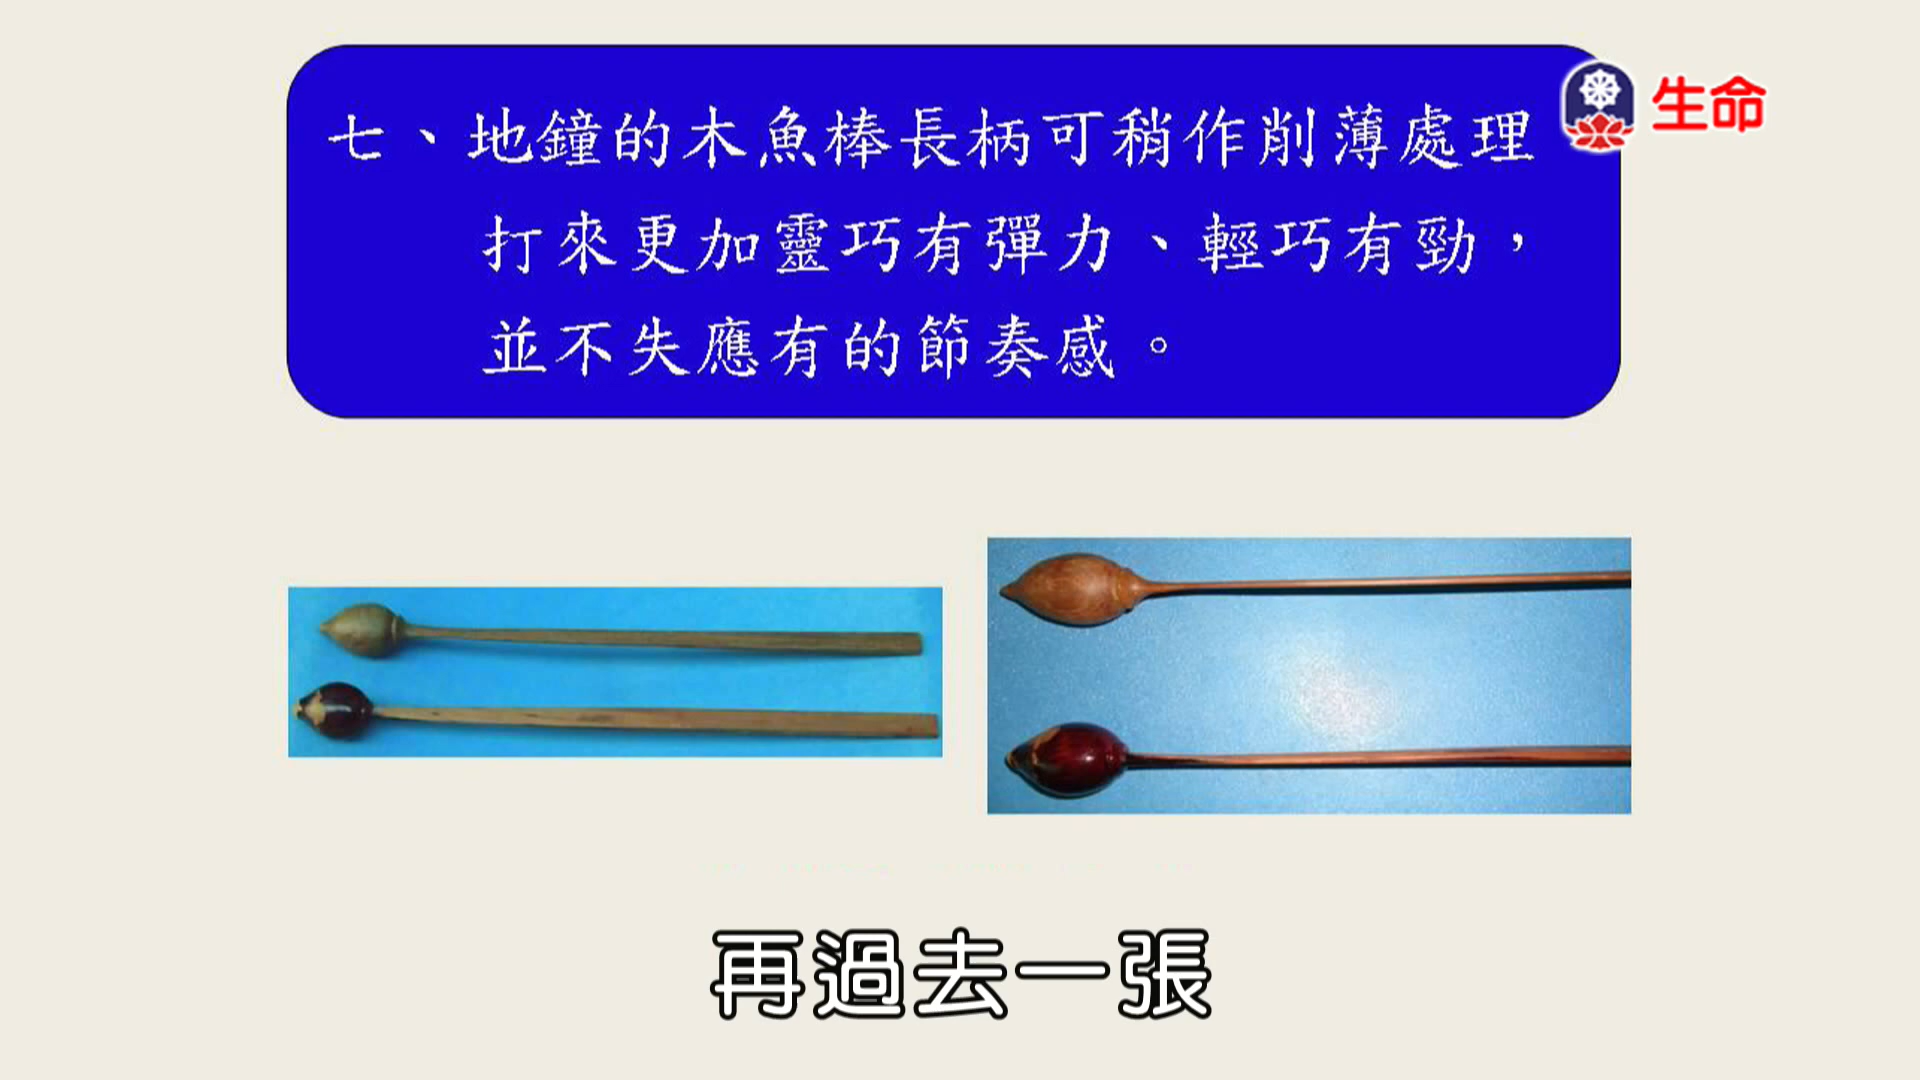 七、地鐘的木魚棒長柄可稍作削薄處理
打來更加靈巧有彈力、輕巧有勁，
並不失應有的節奏感。
生命
再過去一張